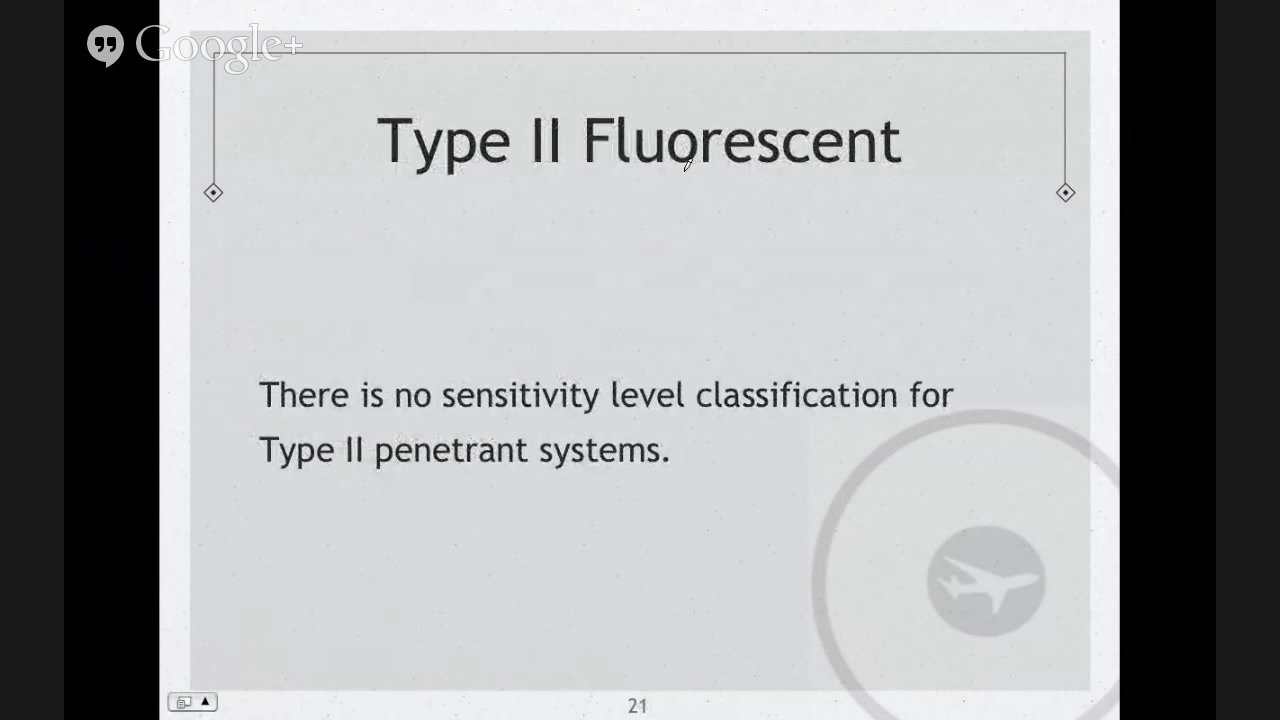 Google+
Type II Fluorescent
There is no sensitivity level classification for
Type II penetrant systems.
21